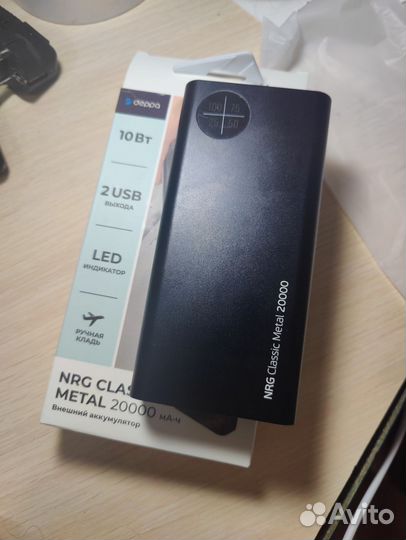 deppa
10 Вт
2 USB
ВЫХОДА
LED
ИНДИКАТОР
РУЧНАЯ
КЛАДЬ
NRG CLAS
METAL 20000 мА·ч
Внешний аккумулятор
100 75
25 50
NRG Classic Metal 20000
Avito